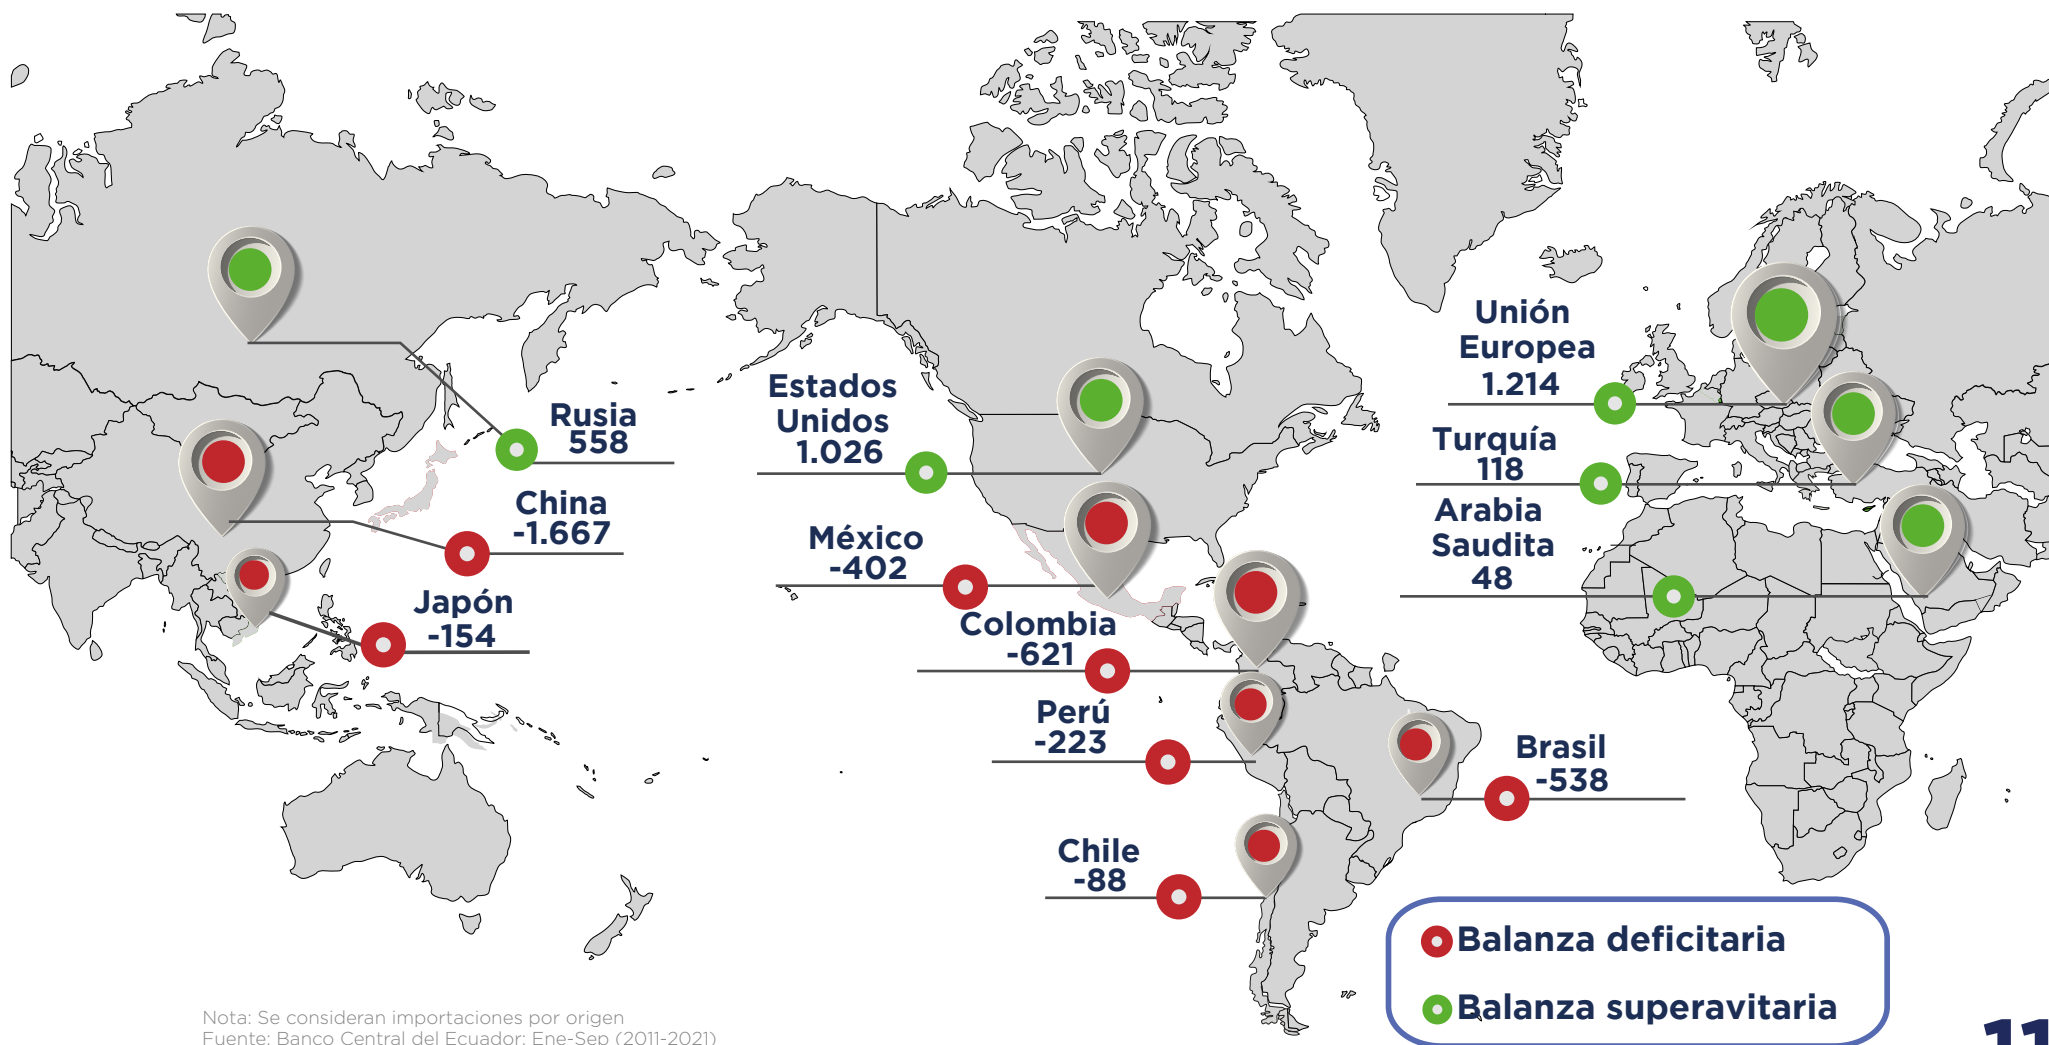 Rusia
558
China
-1.667
Japón
-154
Estados
Unidos
1.026
México
-402
Colombia
-621
Perú
-223
Chile
-88
Brasil
-538
Unión
Europea
1.214
Turquía
118
Arabia
Saudita
48
Balanza deficitaria
Balanza superavitaria
Nota: Se consideran importaciones por origen
Fuente: Banco Central del Ecuador; Ene-Sep (2011-2021)
11